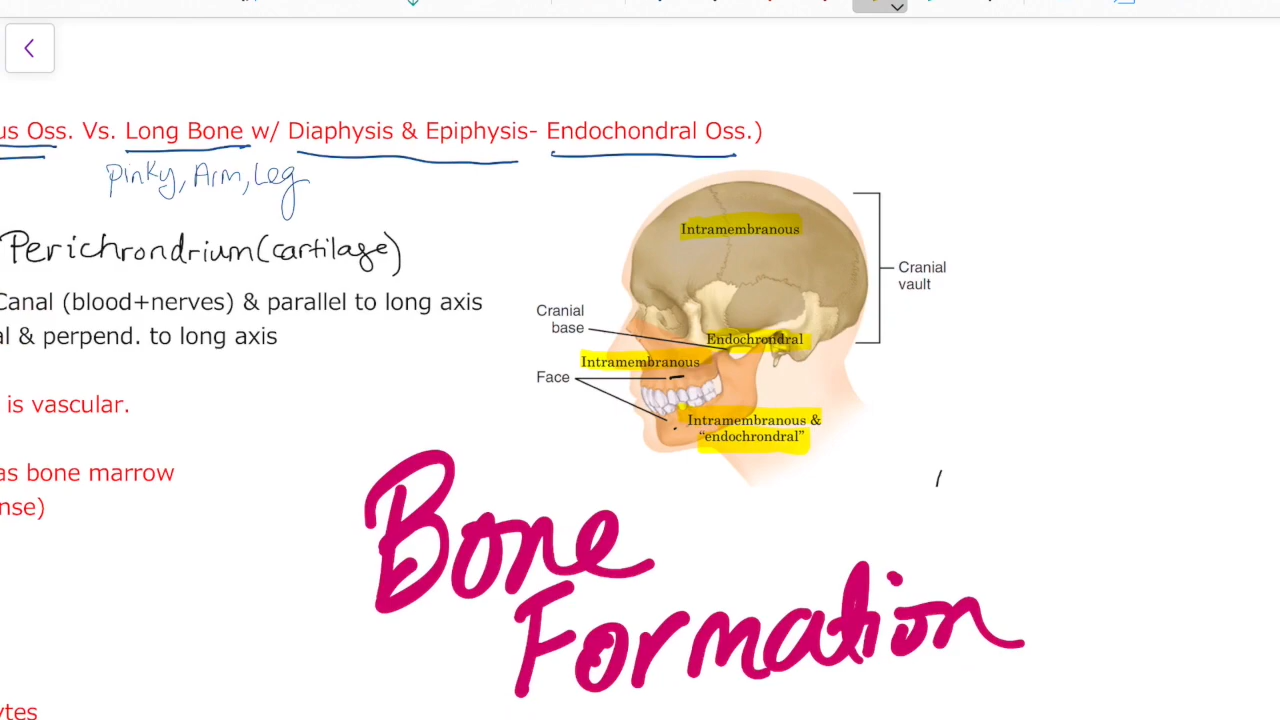 us Oss. Vs. Long Bone w/ Diaphysis & Epiphysis- Endochondral Oss.)
Pinky, Arm, Leg
Perichrondrium (cartilage)
Canal (blood+nerves) & parallel to long axis
al & perpend. to long axis
is vascular.
as bone marrow
nse)
ytes
Intramembranous
Cranial
vault
Cranial
base
Endochrondral
Intramembranous
Face
Intramembranous &
“endochrondral”
Bone
Formation